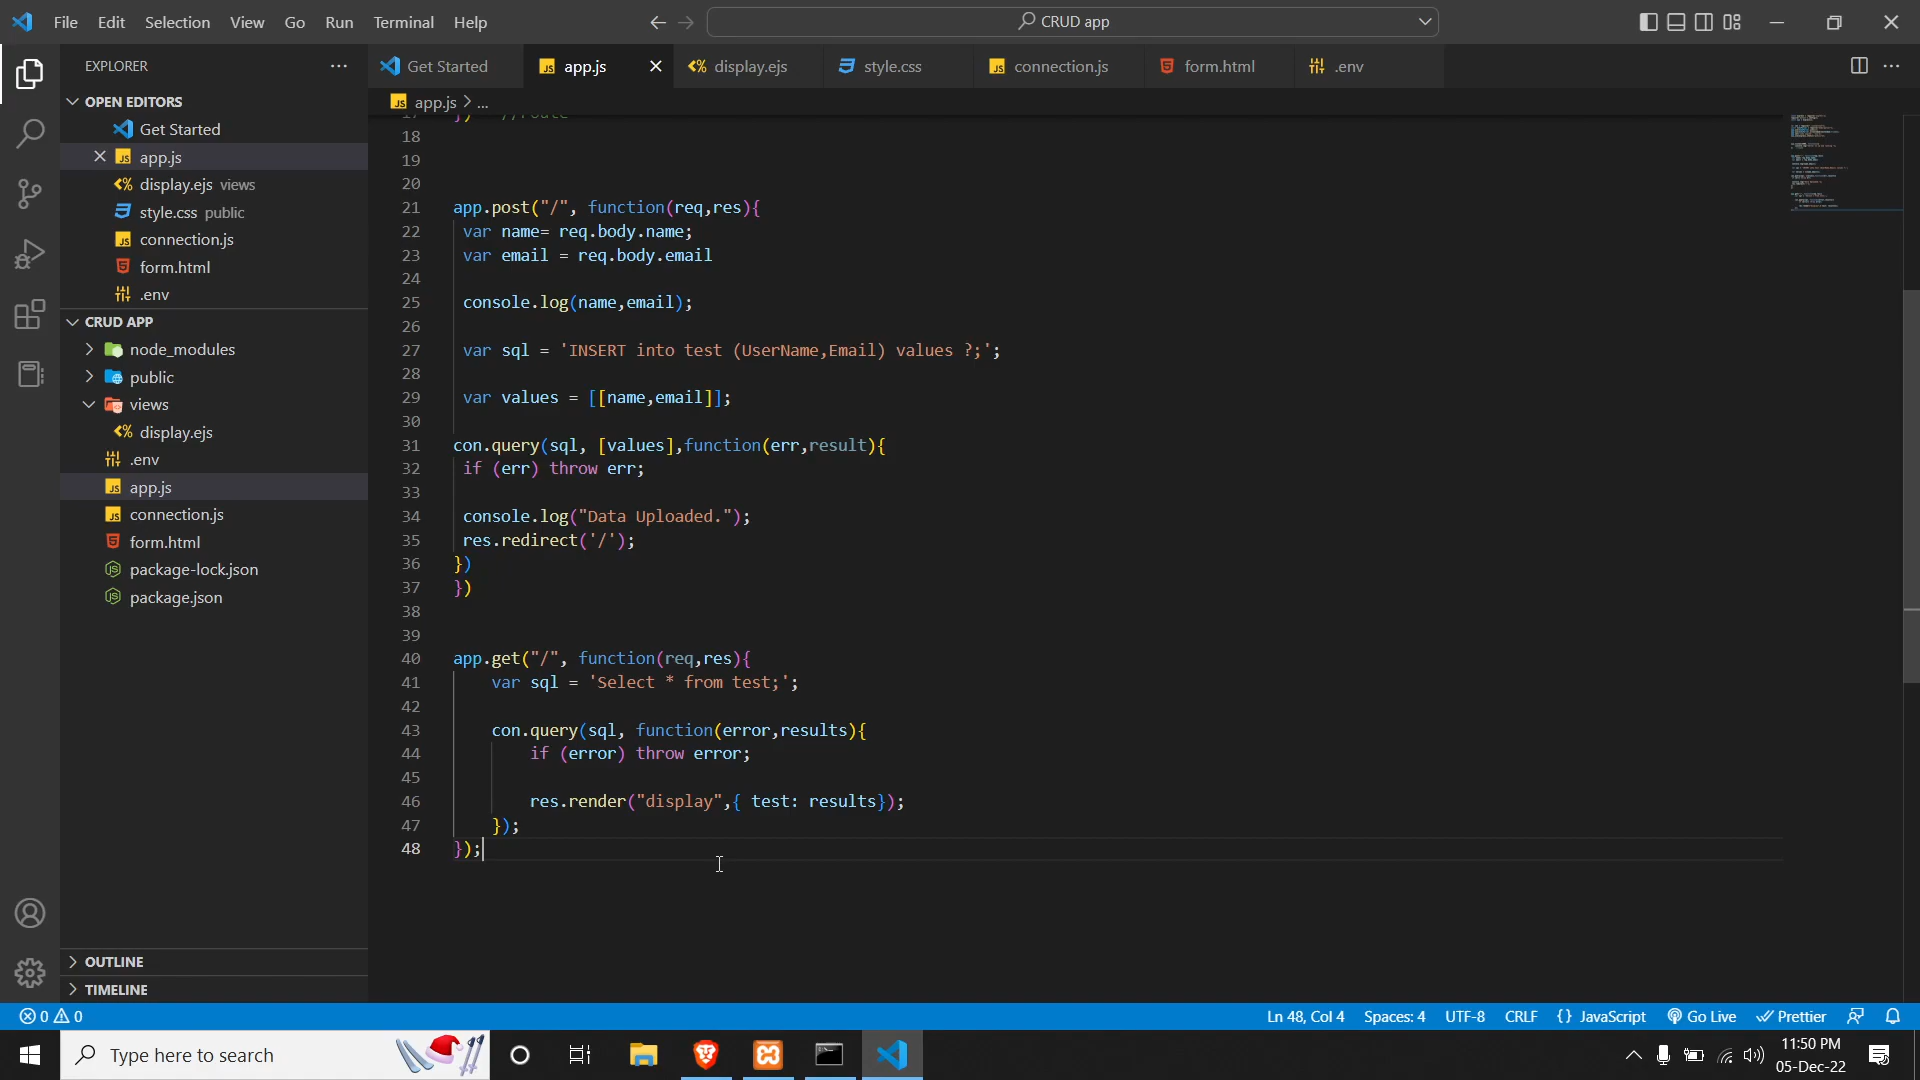 File Edit Selection View Go Run Terminal Help
CRUD app
EXPLORER
OPEN EDITORS
Get Started
app.js
display.ejs views
style.css public
connection.js
form.html
.env
CRUD APP
node_modules
public
views
display.ejs
.env
app.js
connection.js
form.html
package-lock.json
package.json
OUTLINE
TIMELINE
Get Started app.js display.ejs style.css connection.js form.html .env
app.js > ...
17 }) //route
18
19
20
21 app.post("/", function(req,res){
22 var name= req.body.name;
23 var email = req.body.email
24
25 console.log(name,email);
26
27 var sql = 'INSERT into test (UserName,Email) values ?;';
28
29 var values = [[name,email]];
30
31 con.query(sql, [values],function(err,result){
32 if (err) throw err;
33
34 console.log("Data Uploaded.");
35 res.redirect('/');
36 })
37 })
38
39
40 app.get("/", function(req,res){
41 var sql = 'Select * from test;';
42
43 con.query(sql, function(error,results){
44 if (error) throw error;
45
46 res.render("display",{ test: results});
47 });
48 });
0 0 Ln 48, Col 4 Spaces: 4 UTF-8 CRLF {} JavaScript Go Live Prettier
Type here to search
11:50 PM
05-Dec-22